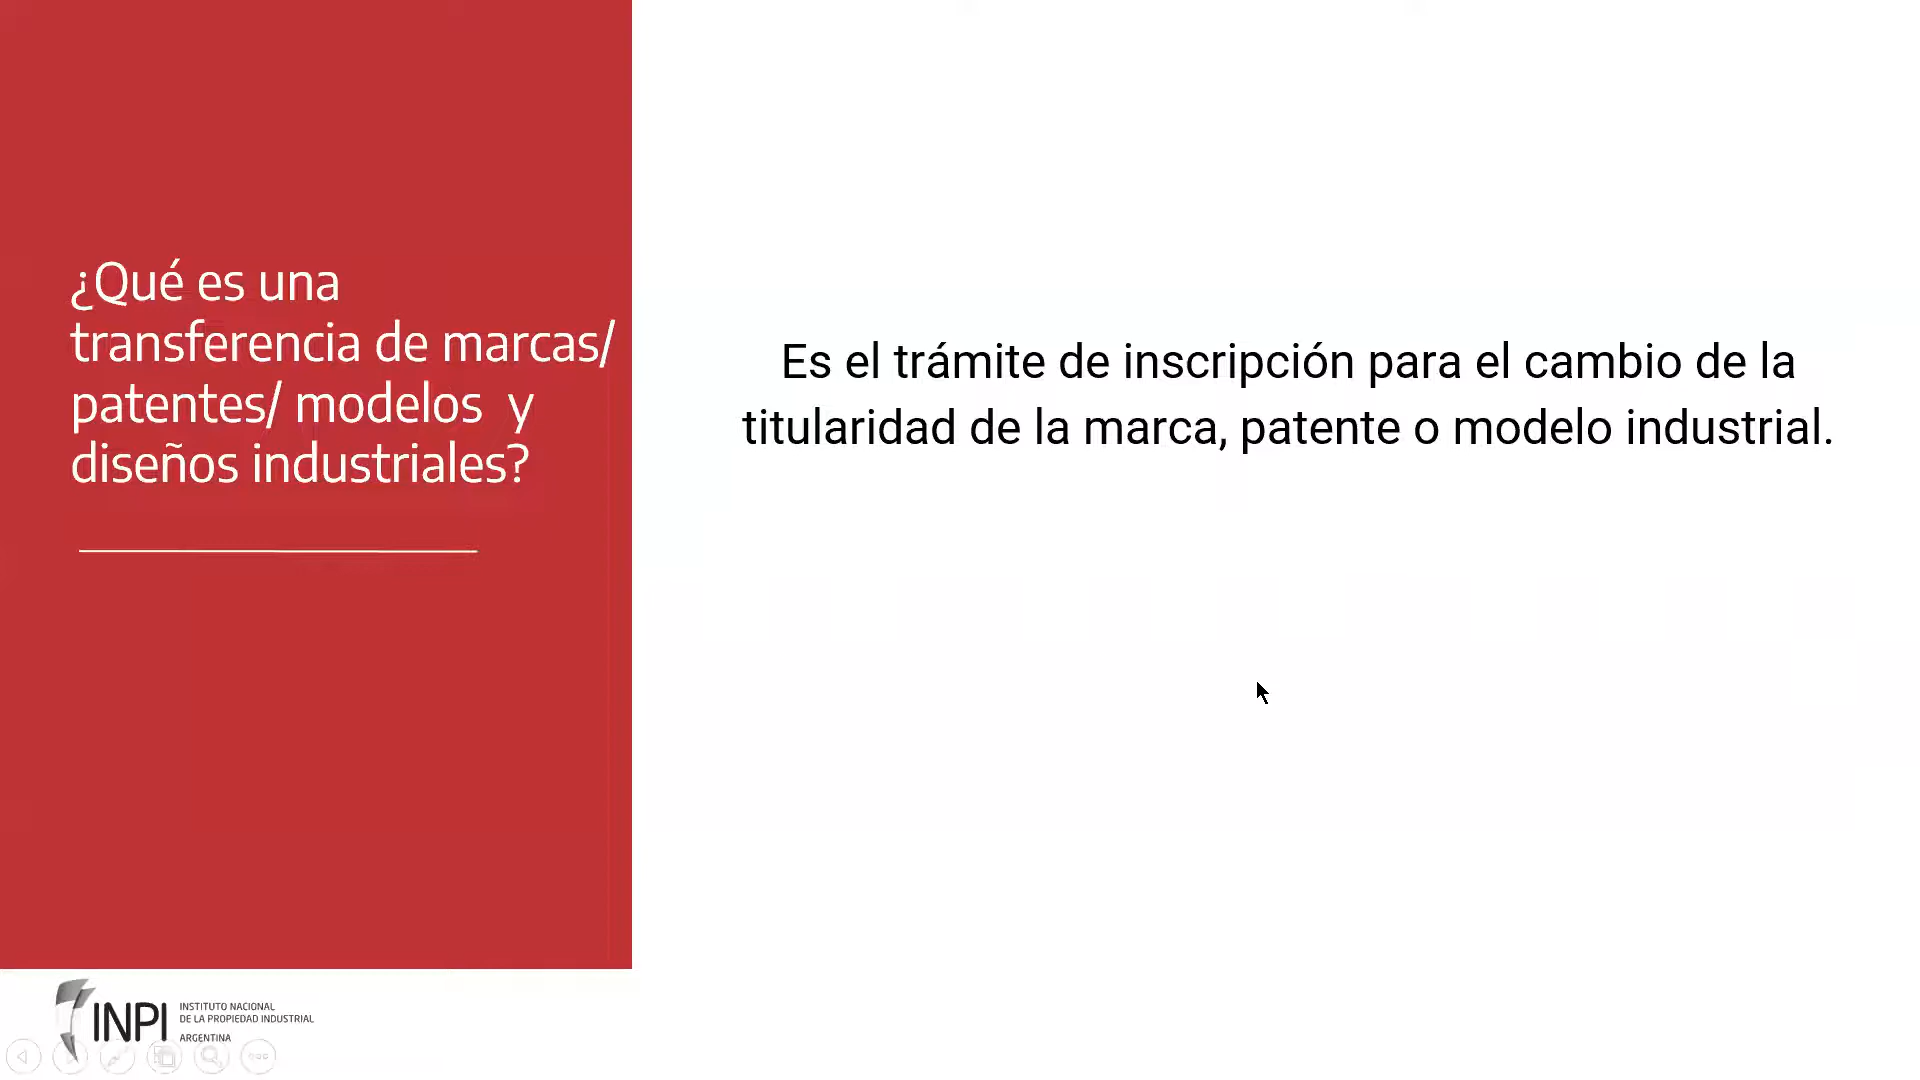 ¿Qué es una
transferencia de marcas/
patentes/ modelos y
diseños industriales?
Es el trámite de inscripción para el cambio de la
titularidad de la marca, patente o modelo industrial.
INPI
INSTITUTO NACIONAL
DE LA PROPIEDAD INDUSTRIAL
ARGENTINA